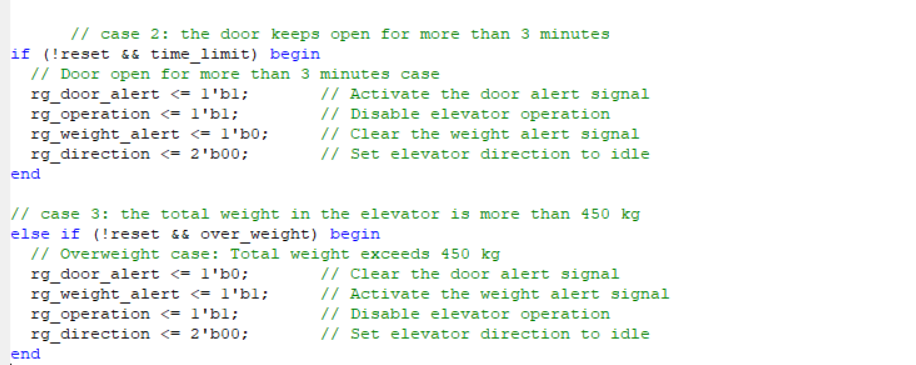 // case 2: the door keeps open for more than 3 minutes
if (!reset && time_limit) begin
// Door open for more than 3 minutes case
rg_door_alert <= 1'b1; // Activate the door alert signal
rg_operation <= 1'b1; // Disable elevator operation
rg_weight_alert <= 1'b0; // Clear the weight alert signal
rg_direction <= 2'b00; // Set elevator direction to idle
end
// case 3: the total weight in the elevator is more than 450 kg
else if (!reset && over_weight) begin
// Overweight case: Total weight exceeds 450 kg
rg_door_alert <= 1'b0; // Clear the door alert signal
rg_weight_alert <= 1'b1; // Activate the weight alert signal
rg_operation <= 1'b1; // Disable elevator operation
rg_direction <= 2'b00; // Set elevator direction to idle
end